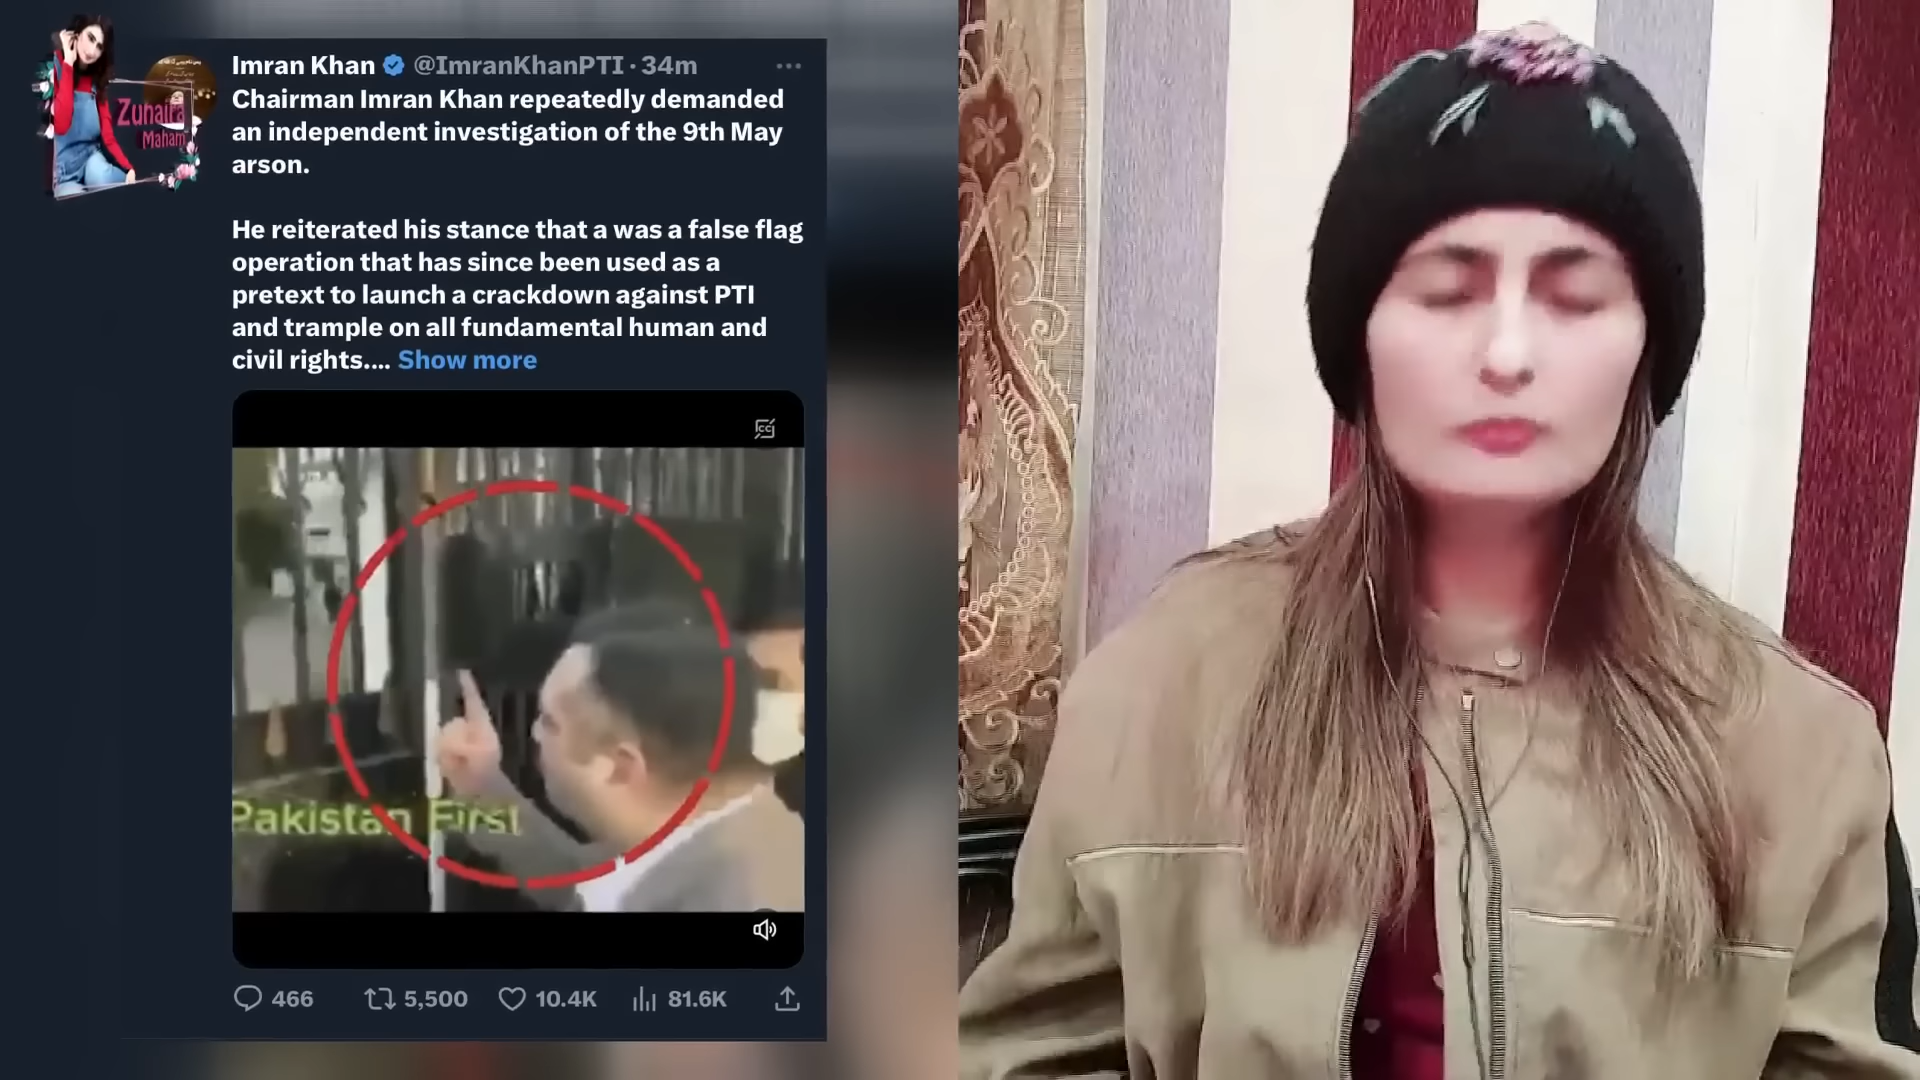 Zunaira
Maham
Imran Khan @ImranKhanPTI · 34m
Chairman Imran Khan repeatedly demanded
an independent investigation of the 9th May
arson.
He reiterated his stance that a was a false flag
operation that has since been used as a
pretext to launch a crackdown against PTI
and trample on all fundamental human and
civil rights.... Show more
CC
Pakistan First
466 5,500 10.4K 81.6K